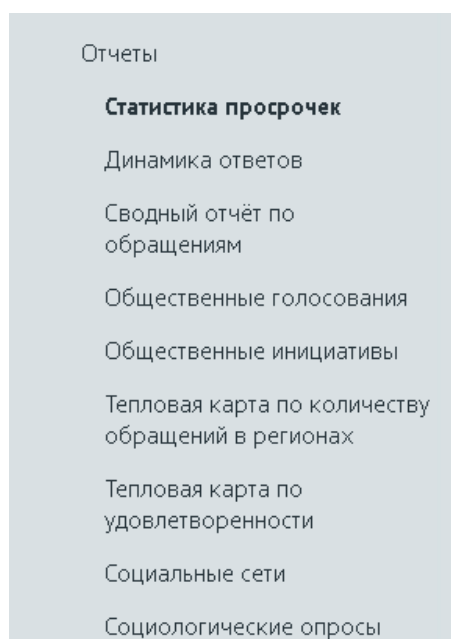 Отчеты
Статистика просрочек
Динамика ответов
Сводный отчёт по
обращениям
Общественные голосования
Общественные инициативы
Тепловая карта по количеству
обращений в регионах
Тепловая карта по
удовлетворенности
Социальные сети
Социологические опросы